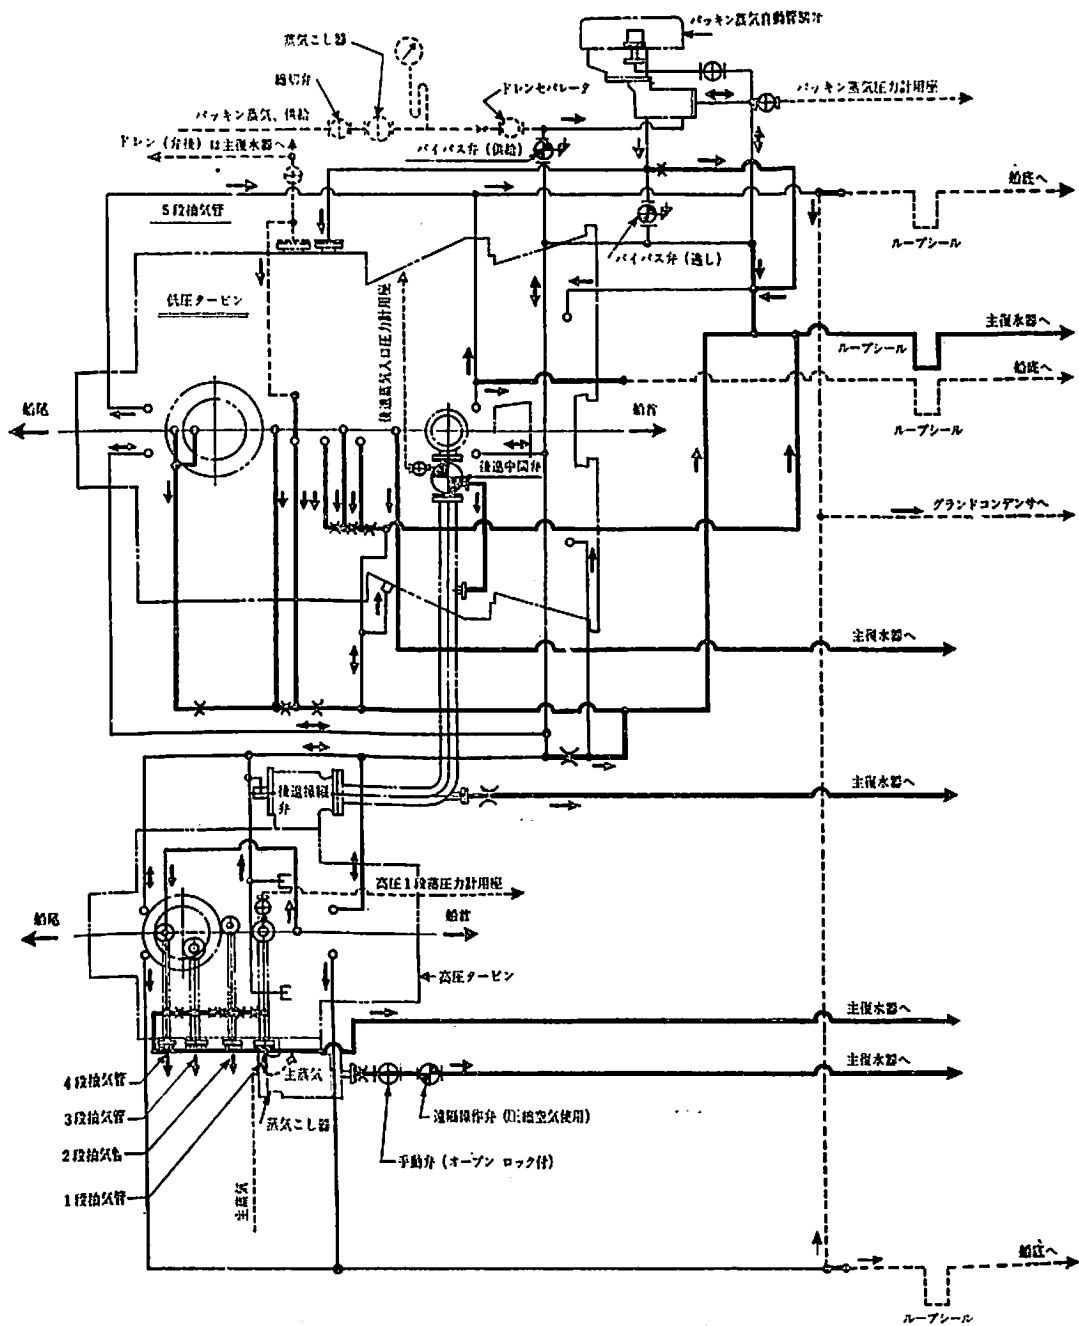 パッキン蒸気自動管制弁
蒸気こし器
締切弁
ドレンセパレータ
パッキン蒸気圧力計用座
パッキン蒸気、供給
ドレン(弁後)は主復水器へ
バイパス弁(供給)
船底へ
5段抽気管
ループシール
バイパス弁(逃し)
低圧タービン
後進蒸気入口圧力計用座
主復水器へ
ループシール
船底へ
船尾
船首
ループシール
後進中間弁
グランドコンデンサへ
主復水器へ
後進操縦
弁
主復水器へ
高圧1段落圧力計用座
船尾
船首
高圧タービン
主復水器へ
主復水器へ
4段抽気管
主蒸気
3段抽気管
蒸気こし器
遠隔操作弁
空気使用)
2段抽気管
手動弁(オープン ロック付)
1段抽気管
主蒸気
船底へ
ループシール